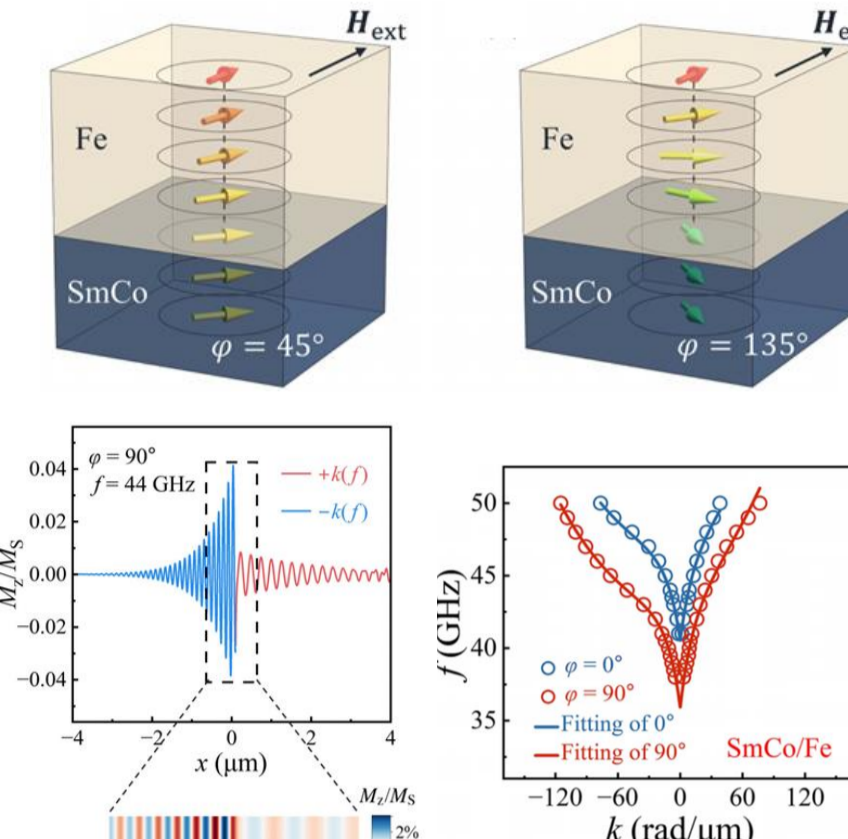 H_ext
Fe
SmCo
φ = 45°
H_e
Fe
SmCo
φ = 135°
φ = 90°
f = 44 GHz
+k(f)
−k(f)
M_z/M_S
0.04
0.02
0.00
−0.02
−0.04
−4 −2 0 2 4
x (μm)
M_z/M_S
2%
f (GHz)
50
45
40
35
φ = 0°
φ = 90°
Fitting of 0°
Fitting of 90°
SmCo/Fe
−120 −60 0 60 120
k (rad/μm)